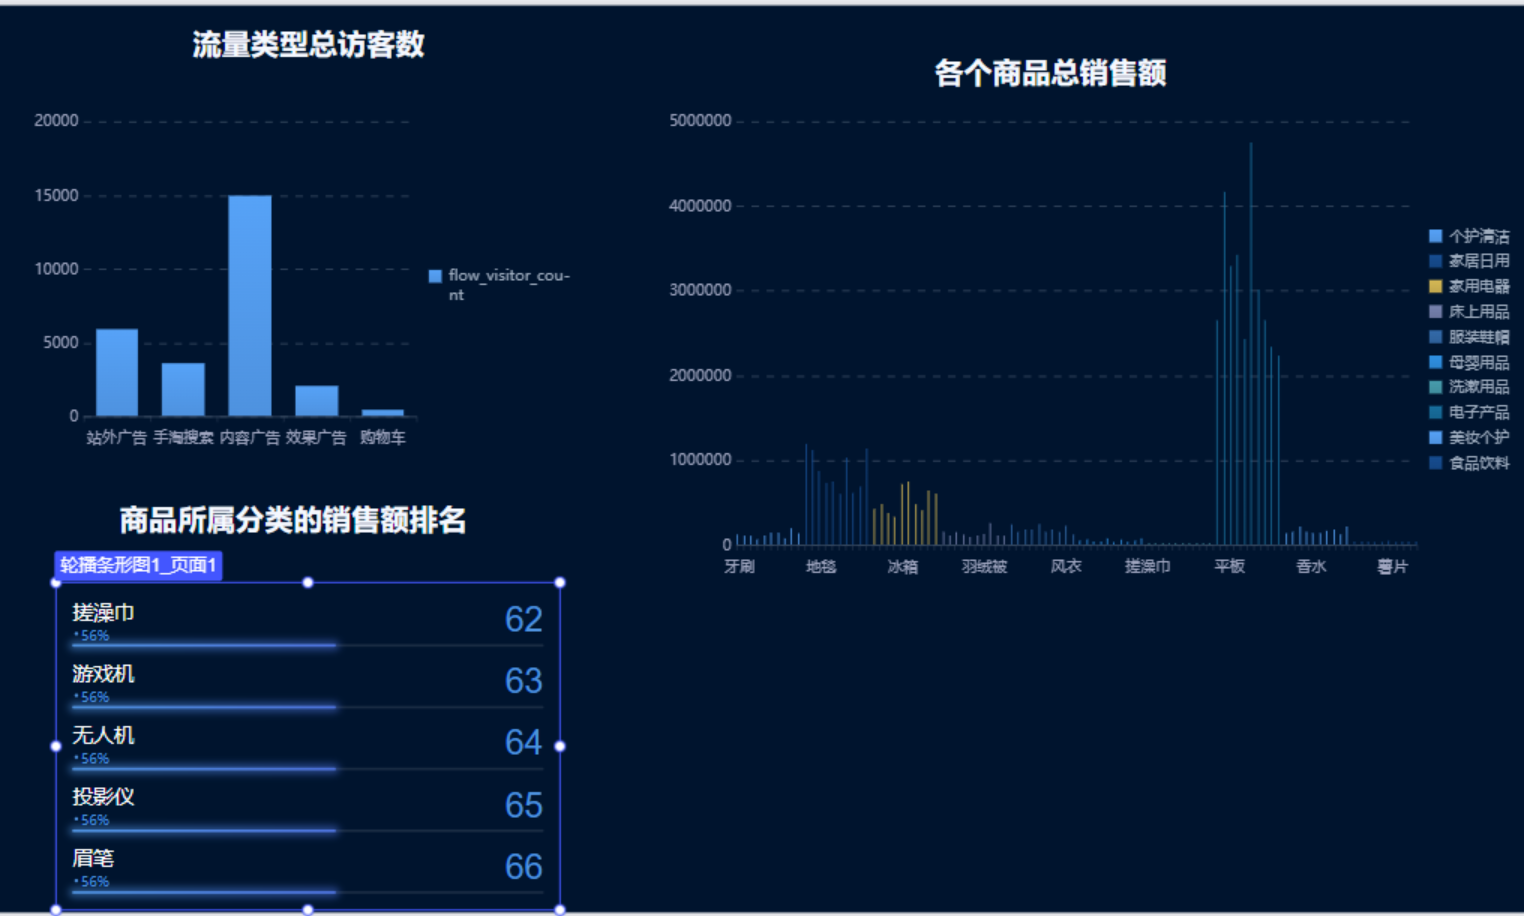 流量类型总访客数
20000
15000
10000
5000
0
站外广告 手淘搜索 内容广告 效果广告 购物车
flow_visitor_cou-
nt
各个商品总销售额
5000000
4000000
3000000
2000000
1000000
0
牙刷 地毯 冰箱 羽绒被 风衣 搓澡巾 平板 香水 薯片
个护清洁
家居日用
家用电器
床上用品
服装鞋帽
母婴用品
洗漱用品
电子产品
美妆个护
食品饮料
商品所属分类的销售额排名
轮播条形图1_页面1
搓澡巾 62
56%
游戏机 63
56%
无人机 64
56%
投影仪 65
56%
眉笔 66
56%